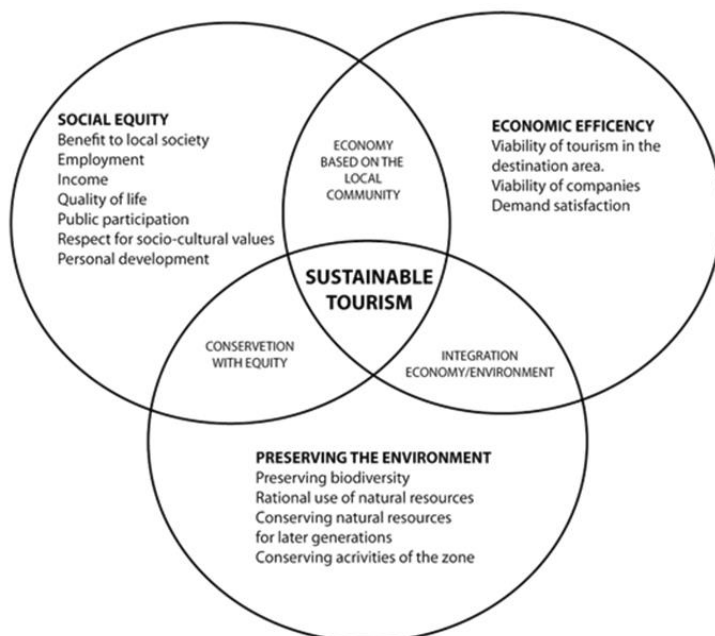 SOCIAL EQUITY
Benefit to local society
Employment
Income
Quality of life
Public participation
Respect for socio-cultural values
Personal development
ECONOMY
BASED ON THE
LOCAL
COMMUNITY
ECONOMIC EFFICENCY
Viability of tourism in the
destination area.
Viability of companies
Demand satisfaction
SUSTAINABLE
TOURISM
CONSERVETION
WITH EQUITY
INTEGRATION
ECONOMY/ENVIRONMENT
PRESERVING THE ENVIRONMENT
Preserving biodiversity
Rational use of natural resources
Conserving natural resources
for later generations
Conserving acrivities of the zone